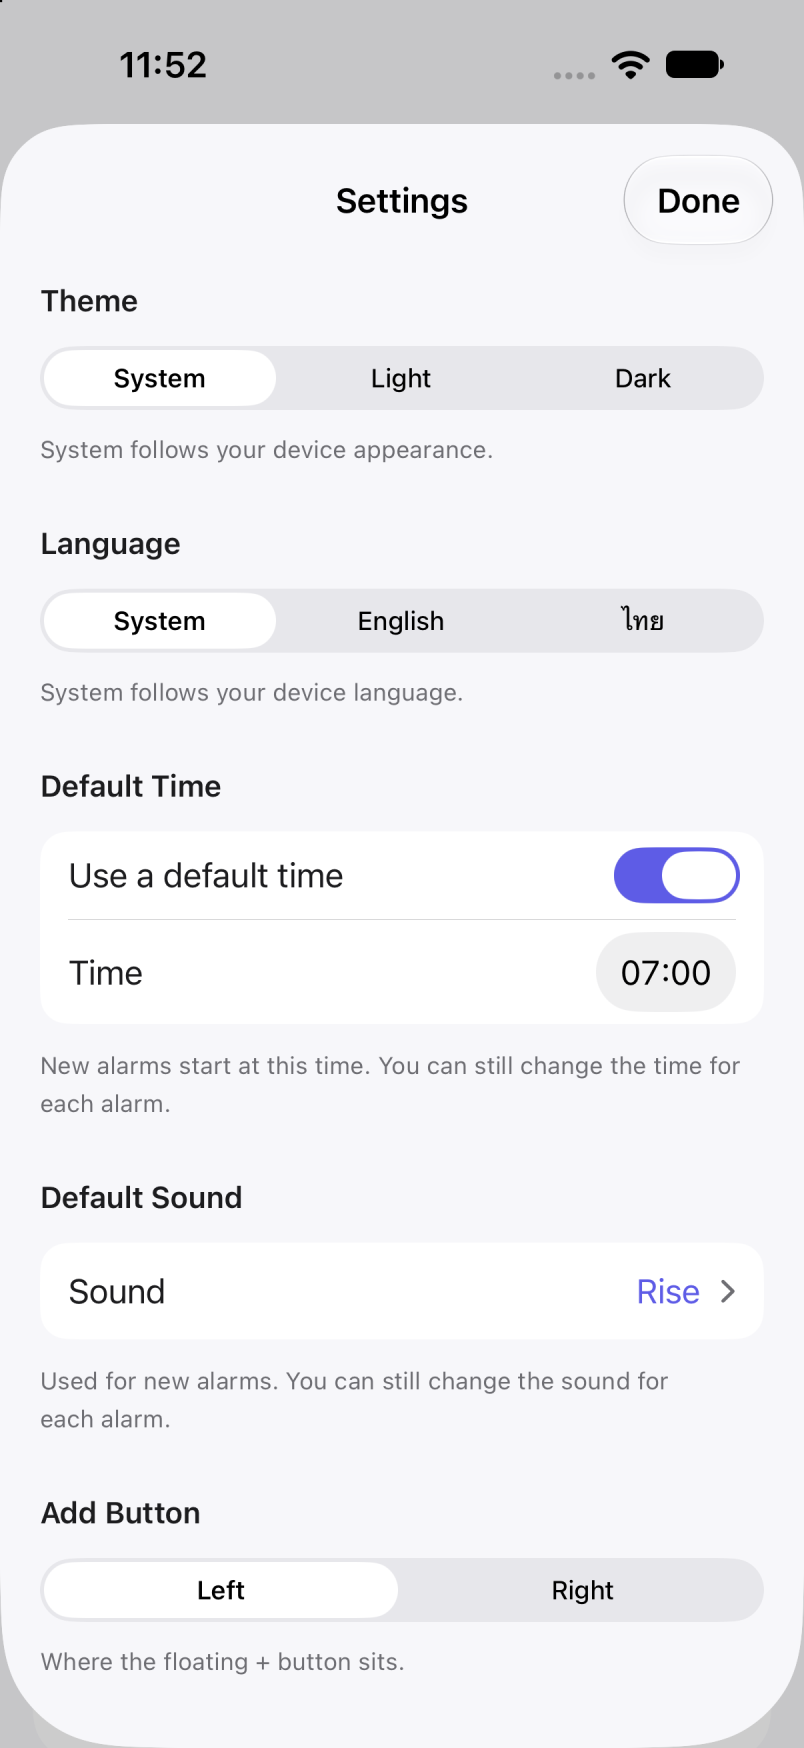 11:52
Settings
Done
Theme
System
Light
Dark
System follows your device appearance.
Language
System
English
ไทย
System follows your device language.
Default Time
Use a default time
Time
07:00
New alarms start at this time. You can still change the time for
each alarm.
Default Sound
Sound
Rise
Used for new alarms. You can still change the sound for
each alarm.
Add Button
Left
Right
Where the floating + button sits.